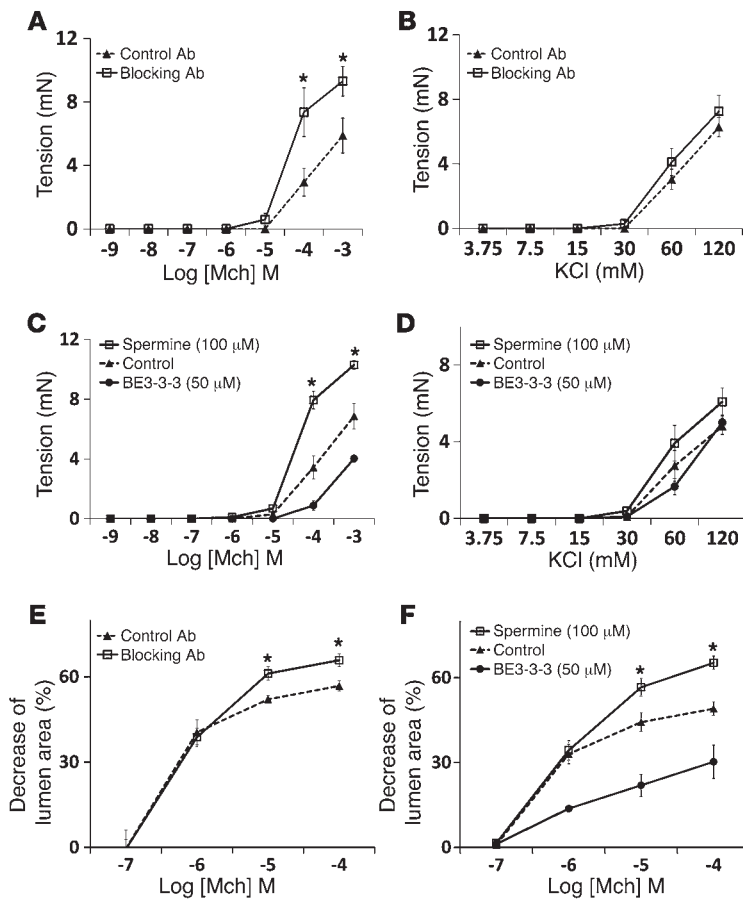 A
12
8
4
0
Tension (mN)
Control Ab
Blocking Ab
*
*
-9 -8 -7 -6 -5 -4 -3
Log [Mch] M
B
12
8
4
0
Tension (mN)
Control Ab
Blocking Ab
3.75 7.5 15 30 60 120
KCl (mM)
C
12
8
4
0
Tension (mN)
Spermine (100 μM)
Control
BE3-3-3 (50 μM)
*
*
-9 -8 -7 -6 -5 -4 -3
Log [Mch] M
D
8
4
0
Tension (mN)
Spermine (100 μM)
Control
BE3-3-3 (50 μM)
3.75 7.5 15 30 60 120
KCl (mM)
E
60
30
0
Decrease of
lumen area (%)
Control Ab
Blocking Ab
*
*
-7 -6 -5 -4
Log [Mch] M
F
60
30
0
Decrease of
lumen area (%)
Spermine (100 μM)
Control
BE3-3-3 (50 μM)
*
*
-7 -6 -5 -4
Log [Mch] M